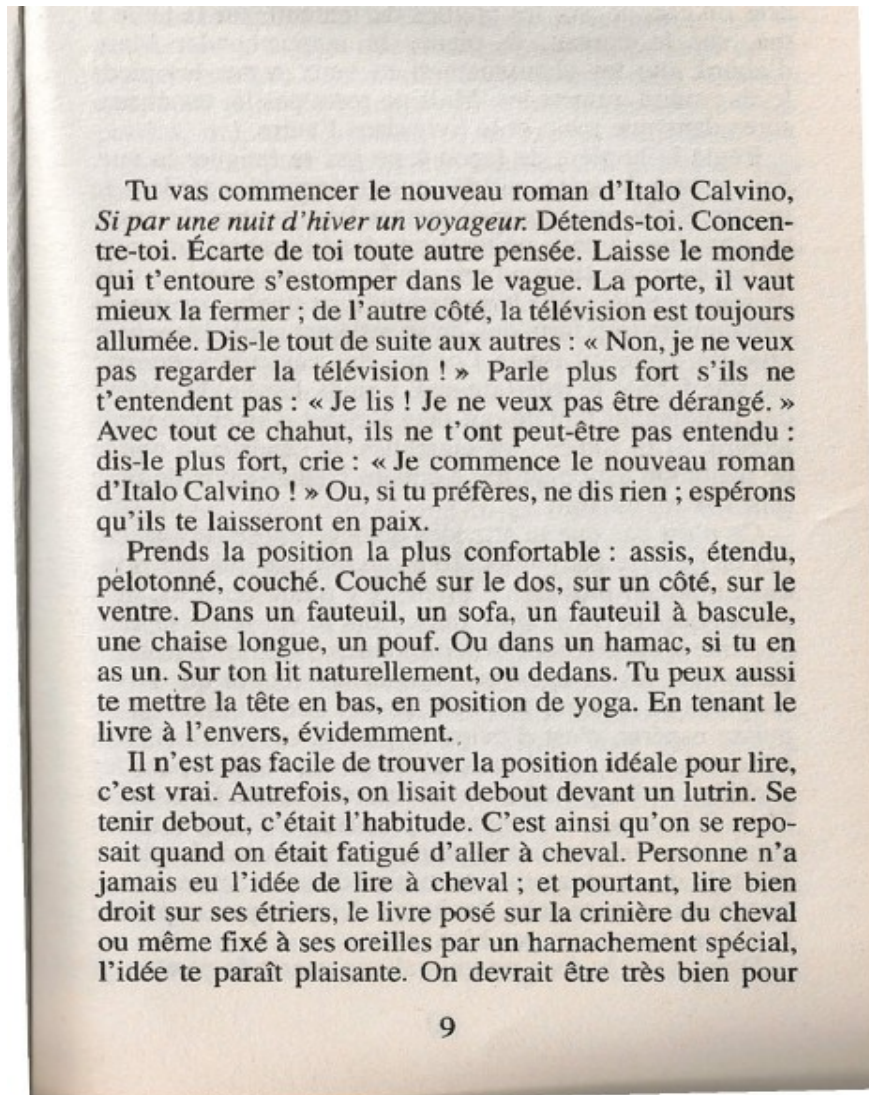 Tu vas commencer le nouveau roman d’Italo Calvino,
Si par une nuit d’hiver un voyageur. Détends-toi. Concen-
tre-toi. Écarte de toi toute autre pensée. Laisse le monde
qui t’entoure s’estomper dans le vague. La porte, il vaut
mieux la fermer ; de l’autre côté, la télévision est toujours
allumée. Dis-le tout de suite aux autres : « Non, je ne veux
pas regarder la télévision ! » Parle plus fort s’ils ne
t’entendent pas : « Je lis ! Je ne veux pas être dérangé. »
Avec tout ce chahut, ils ne t’ont peut-être pas entendu :
dis-le plus fort, crie : « Je commence le nouveau roman
d’Italo Calvino ! » Ou, si tu préfères, ne dis rien ; espérons
qu’ils te laisseront en paix.
Prends la position la plus confortable : assis, étendu,
pelotonné, couché. Couché sur le dos, sur un côté, sur le
ventre. Dans un fauteuil, un sofa, un fauteuil à bascule,
une chaise longue, un pouf. Ou dans un hamac, si tu en
as un. Sur ton lit naturellement, ou dedans. Tu peux aussi
te mettre la tête en bas, en position de yoga. En tenant le
livre à l’envers, évidemment.
Il n’est pas facile de trouver la position idéale pour lire,
c’est vrai. Autrefois, on lisait debout devant un lutrin. Se
tenir debout, c’était l’habitude. C’est ainsi qu’on se repo-
sait quand on était fatigué d’aller à cheval. Personne n’a
jamais eu l’idée de lire à cheval ; et pourtant, lire bien
droit sur ses étriers, le livre posé sur la crinière du cheval
ou même fixé à ses oreilles par un harnachement spécial,
l’idée te paraît plaisante. On devrait être très bien pour
9